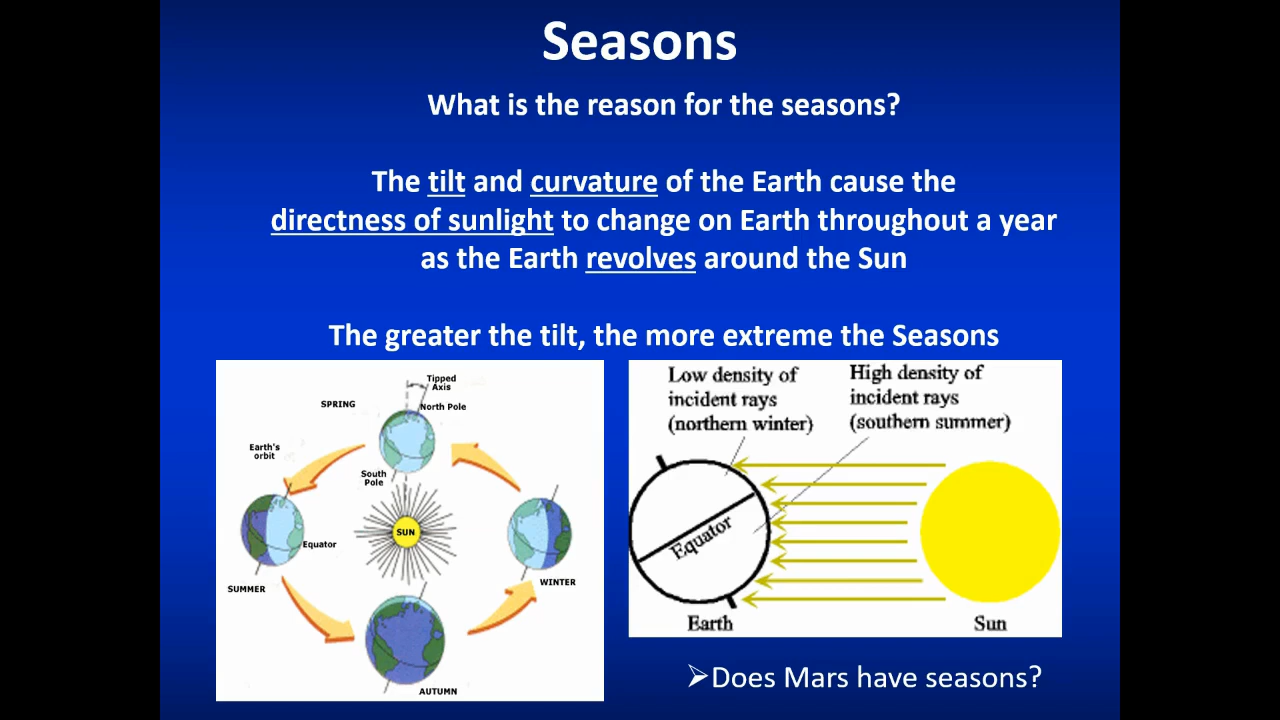 Seasons
What is the reason for the seasons?
The tilt and curvature of the Earth cause the
directness of sunlight to change on Earth throughout a year
as the Earth revolves around the Sun
The greater the tilt, the more extreme the Seasons
Tipped
Axis
SPRING
North Pole
Earth's
orbit
South
Pole
SUN
Equator
SUMMER
WINTER
AUTUMN
Low density of
incident rays
(northern winter)
High density of
incident rays
(southern summer)
Equator
Earth
Sun
➢Does Mars have seasons?